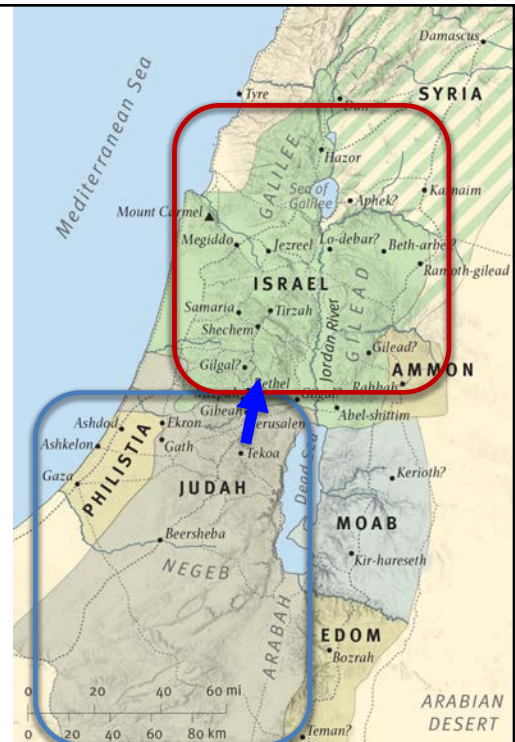 Damascus
Mediterranean Sea
Tyre
SYRIA
Dan
GALILEE
Hazor
Sea of
Galilee
Karnaim
Aphek?
Mount Carmel
Megiddo
Jezreel
Lo-debar?
Beth-arbel?
Ramoth-gilead
ISRAEL
Samaria
Tirzah
Shechem
Jordan River
GILEAD
Gilgal?
Gilead?
AMMON
Bethel
Rabbah
Mizpah
Gilgal?
Gibeah
Abel-shittim
Jerusalem
Ashdod
Ekron
Ashkelon
Gath
Tekoa
PHILISTIA
Gaza
JUDAH
Dead Sea
Kerioth?
MOAB
Beersheba
NEGEB
Kir-hareseth
ARABAH
EDOM
Bozrah
0 20 40 60 mi
0 20 40 60 80 km
ARABIAN
DESERT
Teman?